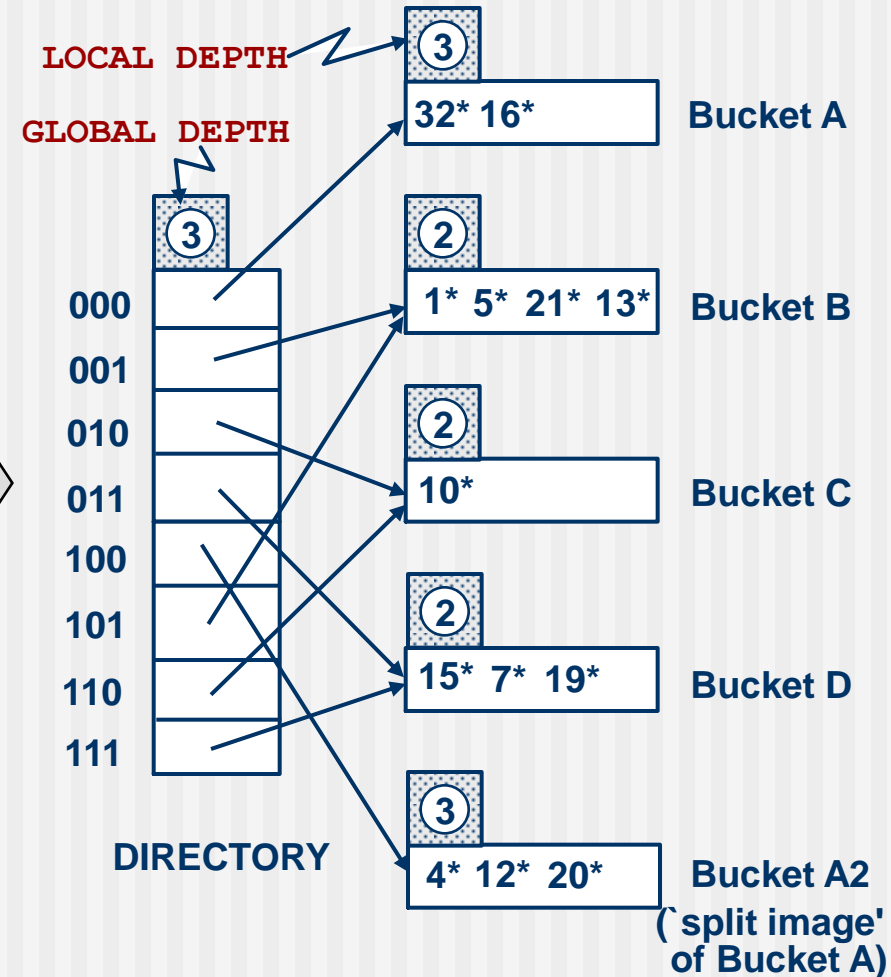 LOCAL DEPTH
3
32* 16*
Bucket A
GLOBAL DEPTH
3
000
001
010
011
100
101
110
111
DIRECTORY
2
1* 5* 21* 13*
Bucket B
2
10*
Bucket C
2
15* 7* 19*
Bucket D
3
4* 12* 20*
Bucket A2
(`split image'
of Bucket A)